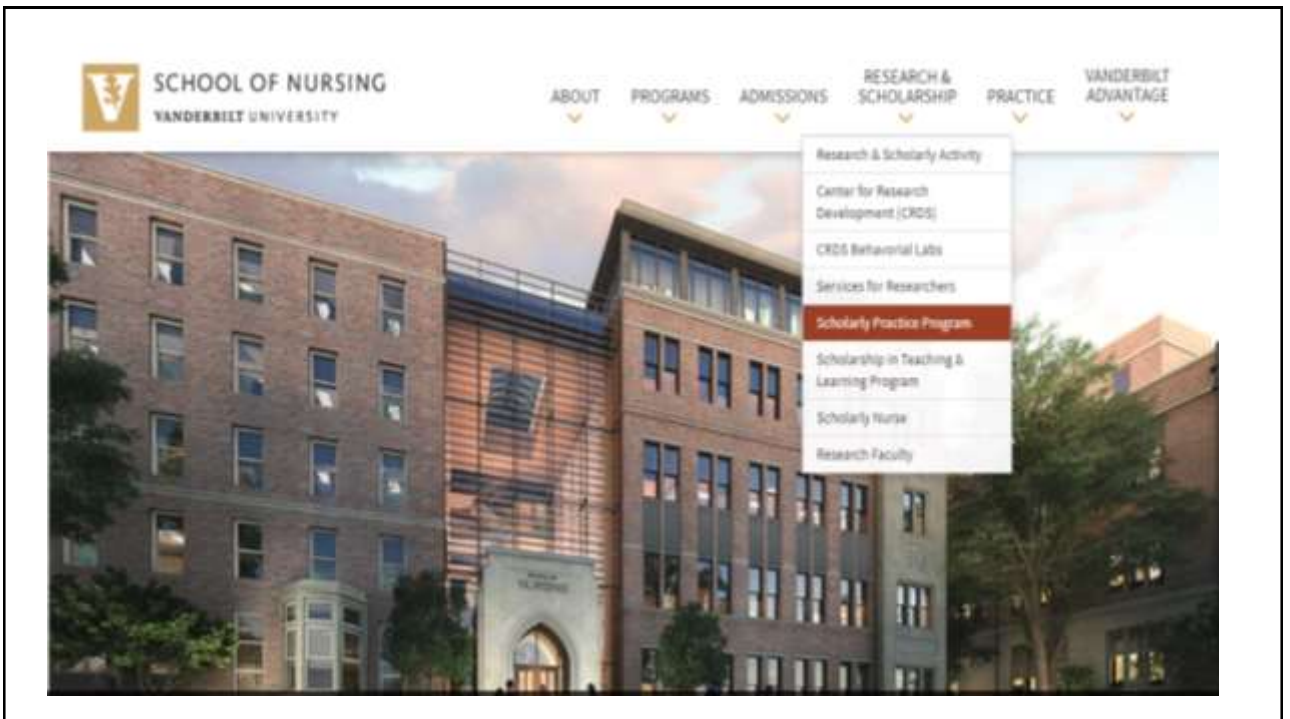 SCHOOL OF NURSING
VANDERBILT UNIVERSITY
ABOUT
PROGRAMS
ADMISSIONS
RESEARCH &
SCHOLARSHIP
PRACTICE
VANDERBILT
ADVANTAGE
Research & Scholarly Activity
Center for Research
Development (CRDS)
CRDS Behavorial Labs
Services for Researchers
Scholarly Practice Program
Scholarship in Teaching &
Learning Program
Scholarly Nurse
Research Faculty
NURSING